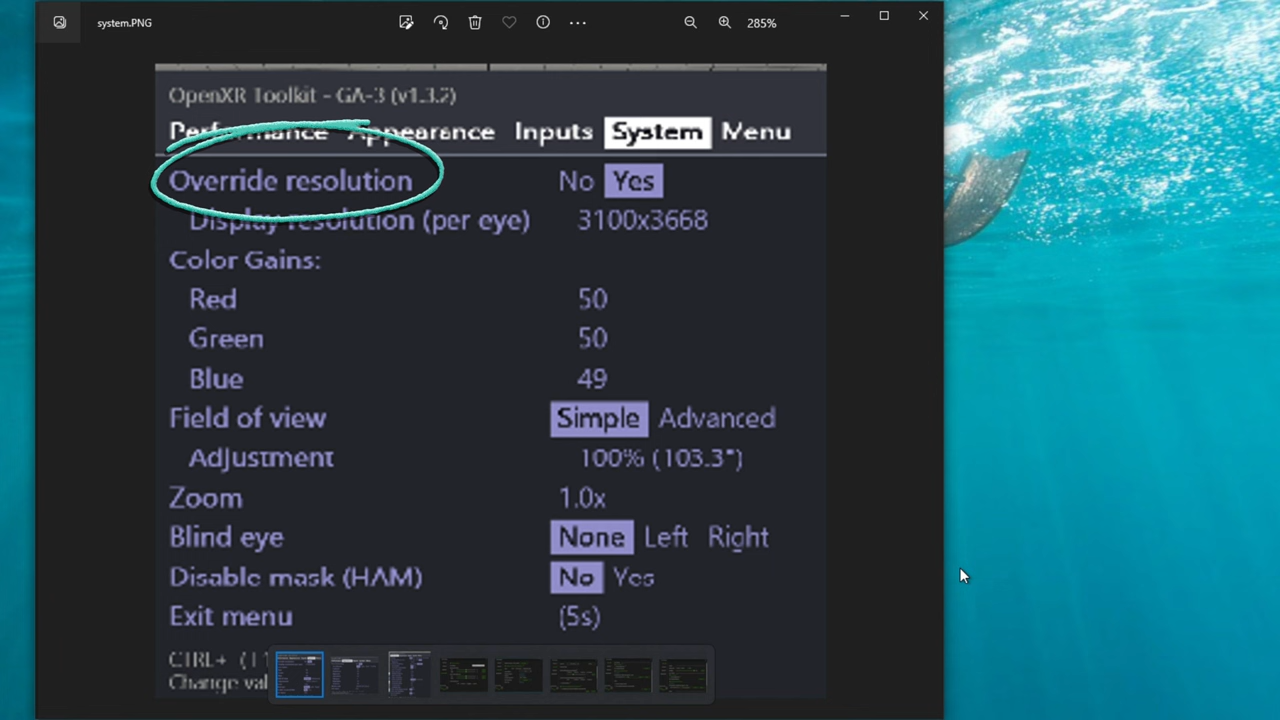 system.PNG
285%
OpenXR Toolkit - GA-3 (v1.3.2)
Performance Appearance Inputs System Menu
Override resolution No Yes
Display resolution (per eye) 3100x3668
Color Gains:
Red 50
Green 50
Blue 49
Field of view Simple Advanced
Adjustment 100% (103.3°)
Zoom 1.0x
Blind eye None Left Right
Disable mask (HAM) No Yes
Exit menu (5s)
CTRL+
Change